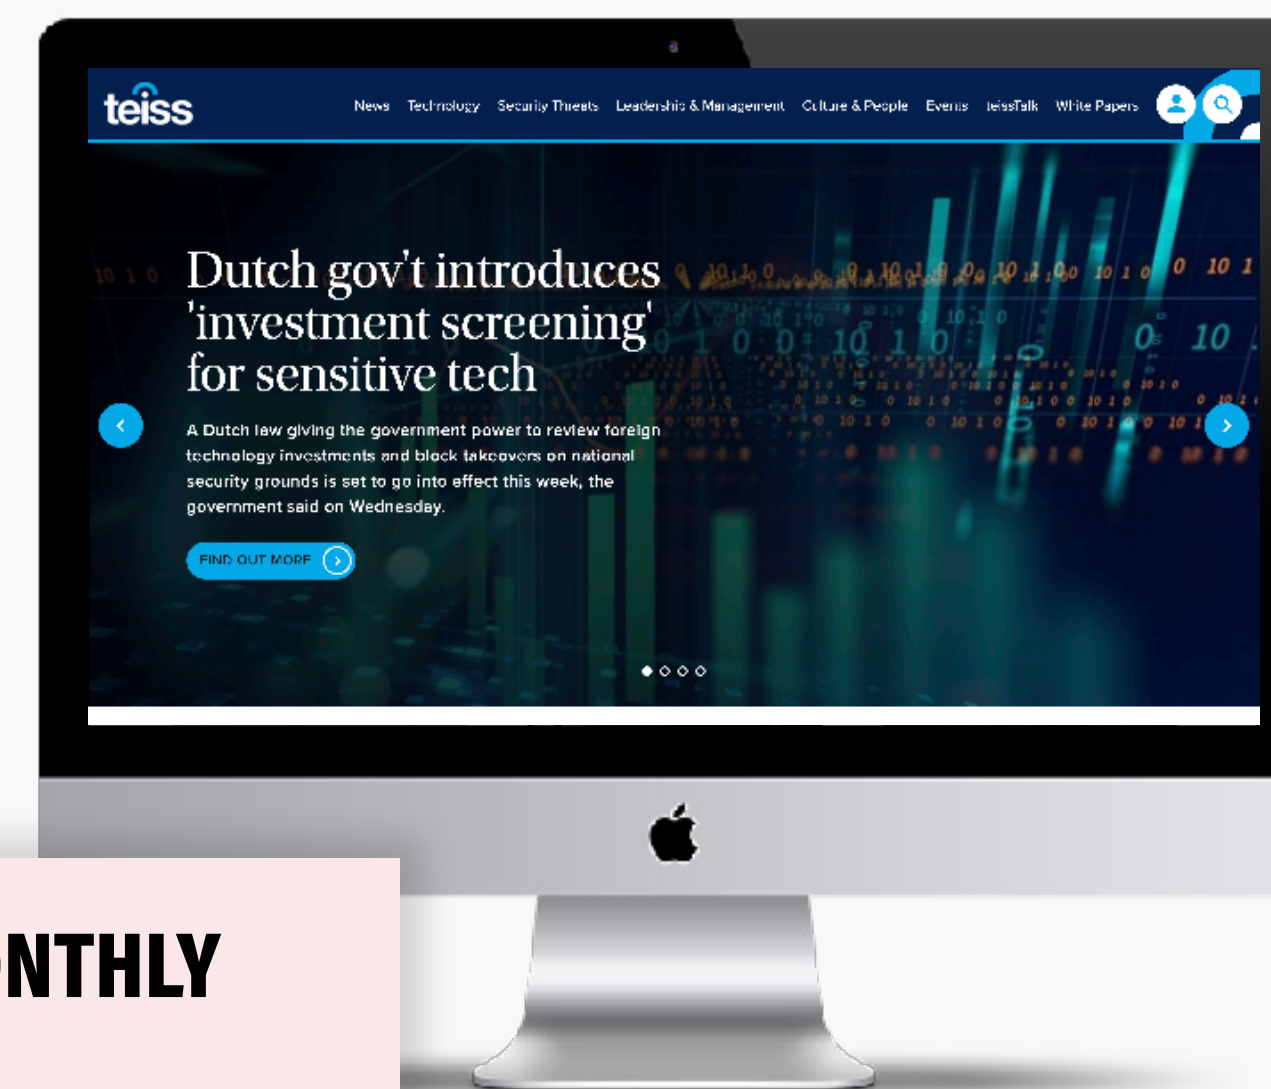 teiss
News Technology Security Threats Leadership & Management Culture & People Events teissTalk White Papers
Dutch gov't introduces
'investment screening'
for sensitive tech
A Dutch law giving the government power to review foreign
technology investments and block takeovers on national
security grounds is set to go into effect this week, the
government said on Wednesday.
FIND OUT MORE
ONTHLY